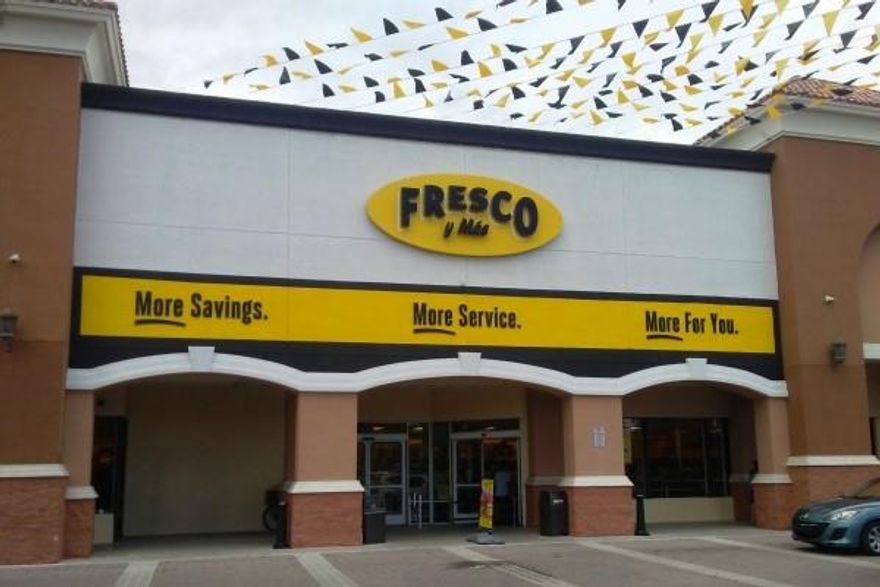 FRESCO
y Más
More Savings.
More Service.
More For You.